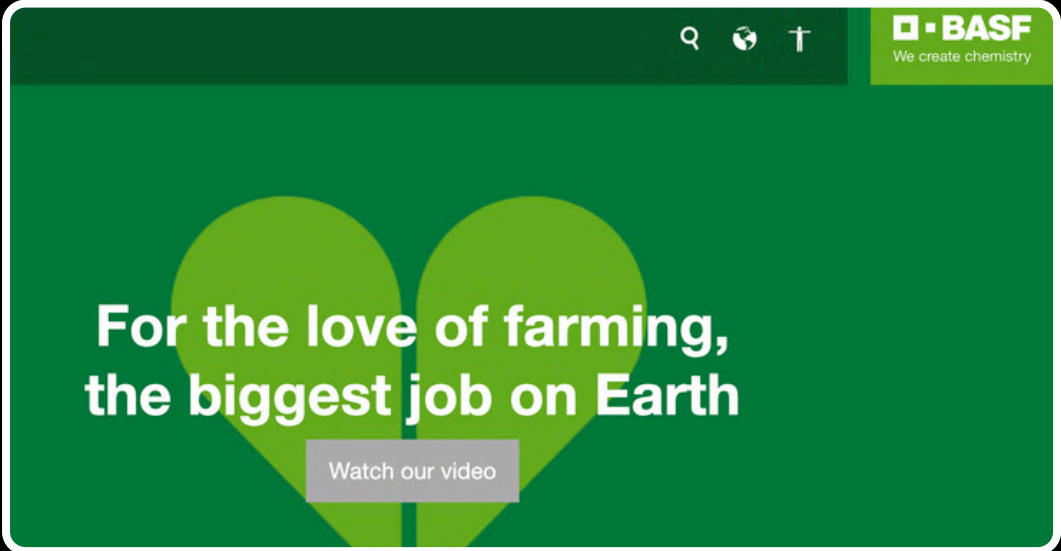 BASF
We create chemistry
For the love of farming,
the biggest job on Earth
Watch our video